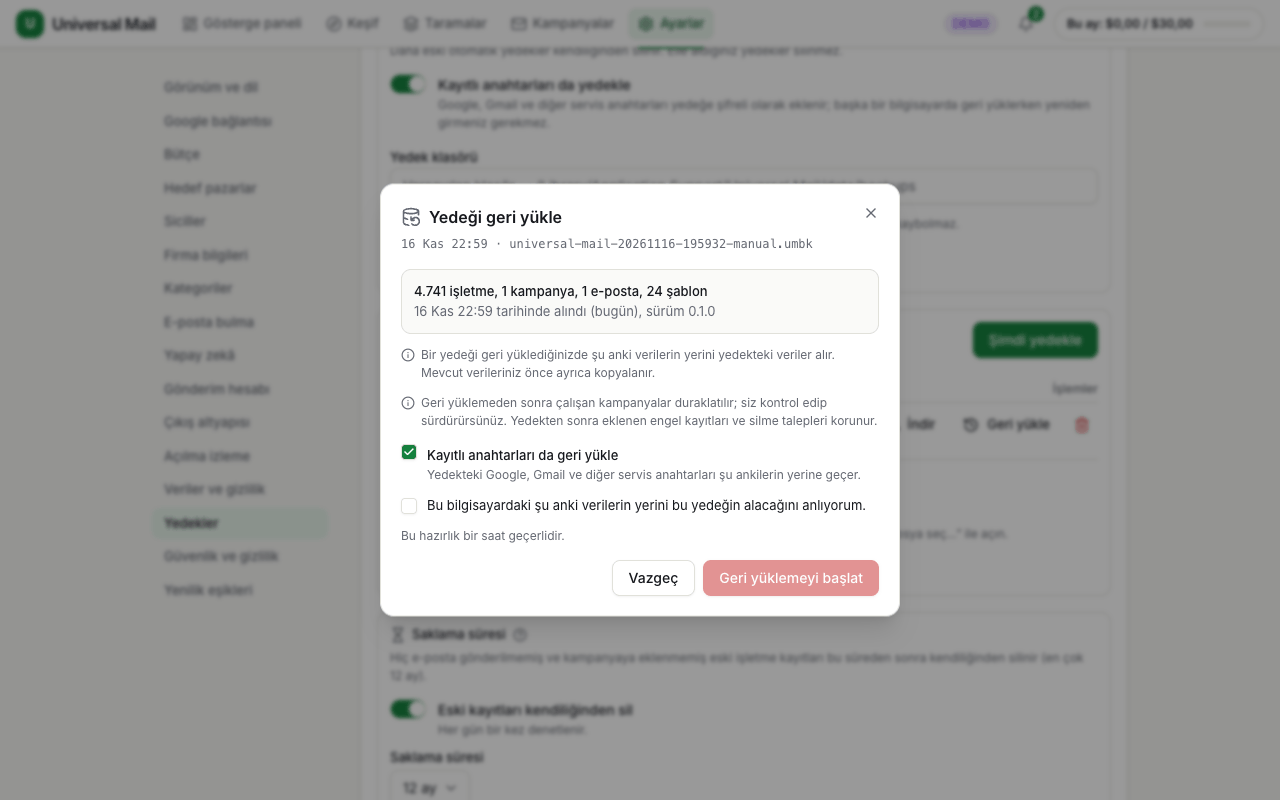 Universal Mail
Gösterge paneli
Keşif
Taramalar
Kampanyalar
Ayarlar
DEMO
Bu ay: $0,00 / $30,00
Görünüm ve dil
Google bağlantısı
Bütçe
Hedef pazarlar
Siciller
Firma bilgileri
Kategoriler
E-posta bulma
Yapay zekâ
Gönderim hesabı
Çıkış altyapısı
Açılma izleme
Veriler ve gizlilik
Yedekler
Güvenlik ve gizlilik
Yenilik eşikleri
Kayıtlı anahtarları da yedekle
Google, Gmail ve diğer servis anahtarları yedeğe şifreli olarak eklenir; başka bir bilgisayarda geri yüklerken yeniden
girmeniz gerekmez.
Yedek klasörü
Yedeği geri yükle
16 Kas 22:59 · universal-mail-20261116-195932-manual.umbk
4.741 işletme, 1 kampanya, 1 e-posta, 24 şablon
16 Kas 22:59 tarihinde alındı (bugün), sürüm 0.1.0
Bir yedeği geri yüklediğinizde şu anki verilerin yerini yedekteki veriler alır.
Mevcut verileriniz önce ayrıca kopyalanır.
Geri yüklemeden sonra çalışan kampanyalar duraklatılır; siz kontrol edip
sürdürürsünüz. Yedekten sonra eklenen engel kayıtları ve silme talepleri korunur.
Kayıtlı anahtarları da geri yükle
Yedekteki Google, Gmail ve diğer servis anahtarları şu ankilerin yerine geçer.
Bu bilgisayardaki şu anki verilerin yerini bu yedeğin alacağını anlıyorum.
Bu hazırlık bir saat geçerlidir.
Vazgeç
Geri yüklemeyi başlat
Şimdi yedekle
İşlemler
İndir
Geri yükle
Saklama süresi
Hiç e-posta gönderilmemiş ve kampanyaya eklenmemiş eski işletme kayıtları bu süreden sonra kendiliğinden silinir (en çok
12 ay).
Eski kayıtları kendiliğinden sil
Her gün bir kez denetlenir.
Saklama süresi
12 ay